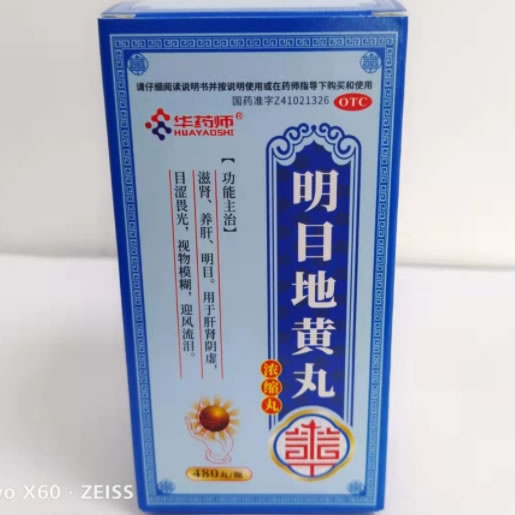 请仔细阅读说明书并按说明使用或在药师指导下购买和使用
国药准字Z41021326 OTC
华药师®
HUAYAOSHI
明目地黄丸
浓缩丸
【功能主治】
滋肾、养肝、明目。用于肝肾阴虚,
目涩畏光,视物模糊,迎风流泪。
480丸/瓶
vo X60 · ZEISS